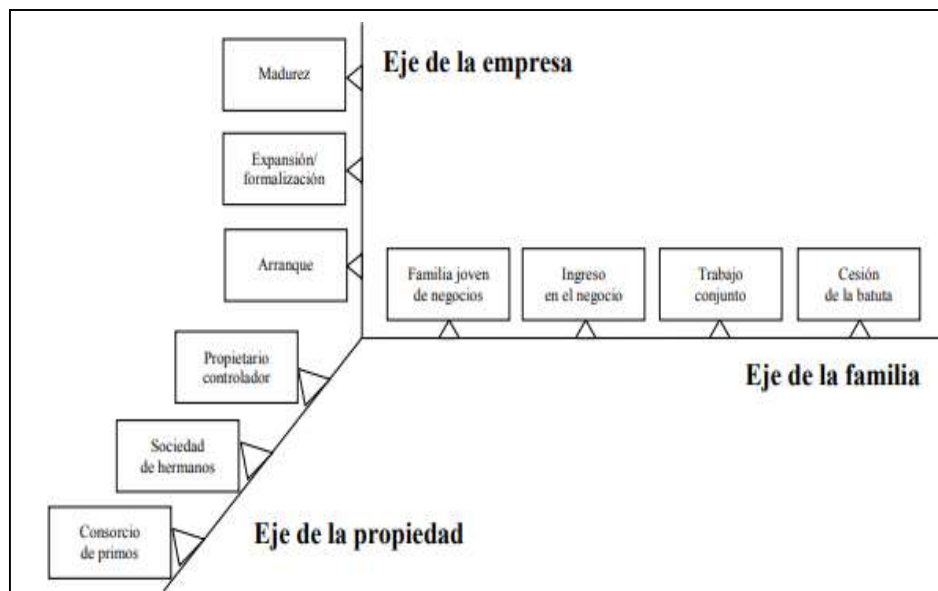 Eje de la empresa
Madurez
Expansión/
formalización
Arranque
Familia joven
de negocios
Ingreso
en el negocio
Trabajo
conjunto
Cesión
de la batuta
Eje de la familia
Propietario
controlador
Sociedad
de hermanos
Consorcio
de primos
Eje de la propiedad